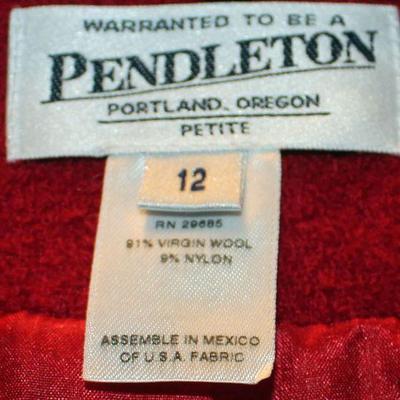 WARRANTED TO BE A
PENDLETON
PORTLAND, OREGON
PETITE
12
RN 29685
91% VIRGIN WOOL
9% NYLON
ASSEMBLE IN MEXICO
OF U.S.A. FABRIC